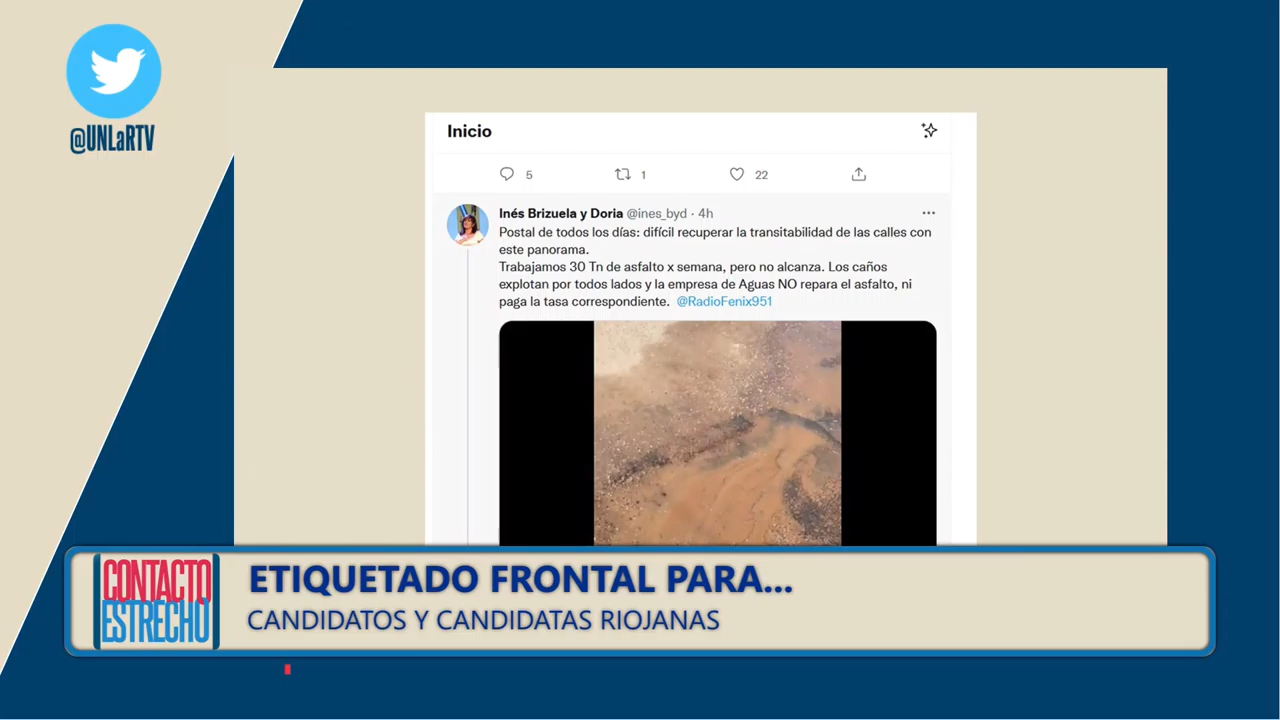 @UNLaRTV
Inicio
5 1 22
Inés Brizuela y Doria @ines_byd · 4h
Postal de todos los días: difícil recuperar la transitabilidad de las calles con
este panorama.
Trabajamos 30 Tn de asfalto x semana, pero no alcanza. Los caños
explotan por todos lados y la empresa de Aguas NO repara el asfalto, ni
paga la tasa correspondiente. @RadioFenix951
CONTACTO
ESTRECHO
ETIQUETADO FRONTAL PARA...
CANDIDATOS Y CANDIDATAS RIOJANAS